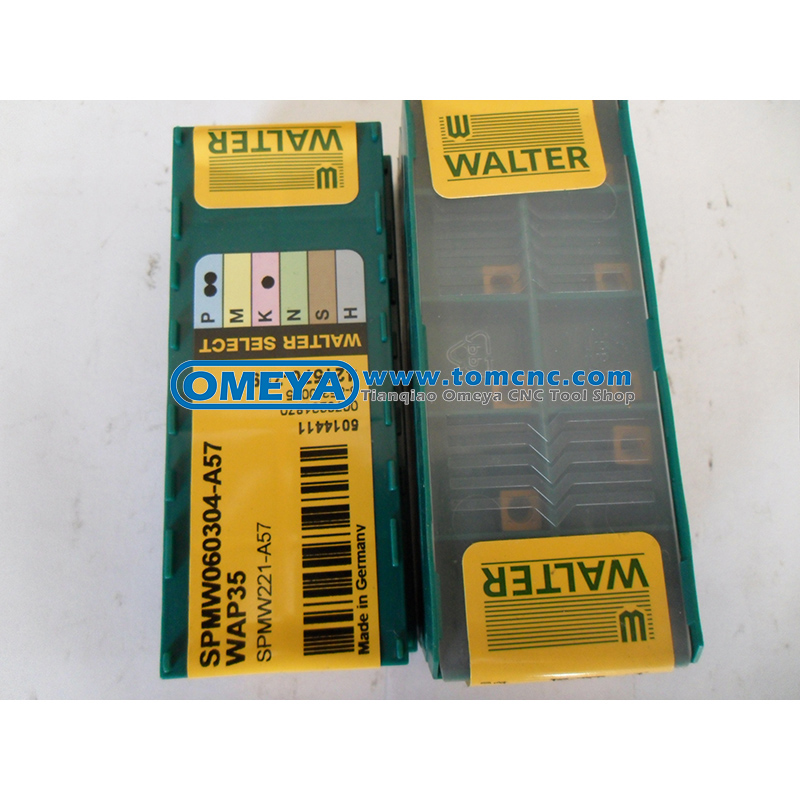 WALTER
P
M
K
N
S
H
WALTER SELECT
5014411
SPMW060304-A57
WAP35
SPMW221-A57
Made in Germany
WALTER
WALTER
OMEYA
www.tomcnc.com
Tianqiao Omeya CNC Tool Shop